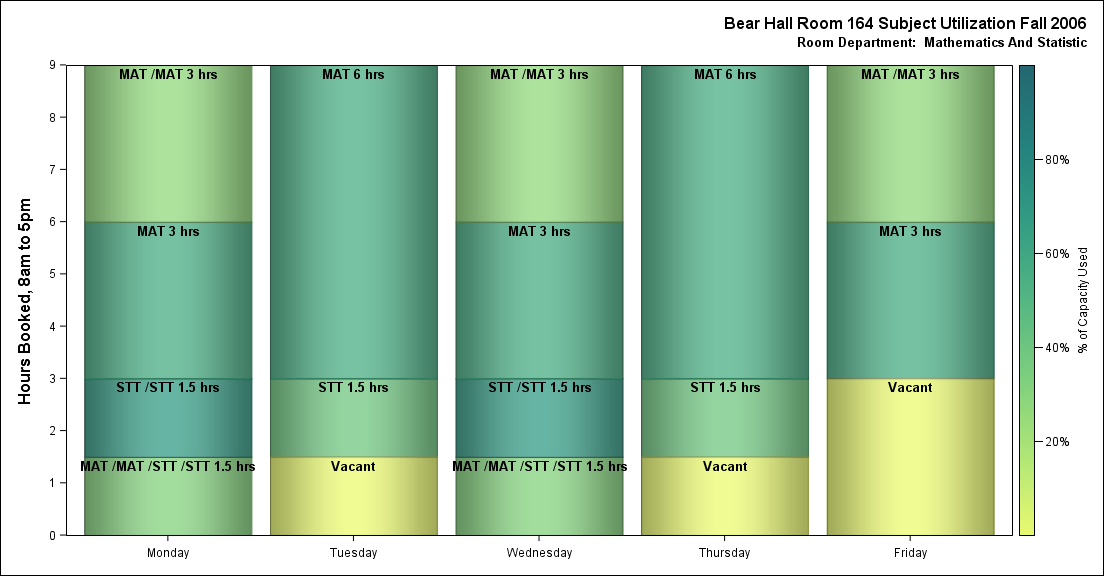 Bear Hall Room 164 Subject Utilization Fall 2006
Room Department:  Mathematics And Statistic
Hours Booked, 8am to 5pm
9
8
7
6
5
4
3
2
1
0
MAT /MAT 3 hrs
MAT 3 hrs
STT /STT 1.5 hrs
MAT /MAT /STT /STT 1.5 hrs
MAT 6 hrs
STT 1.5 hrs
Vacant
MAT /MAT 3 hrs
MAT 3 hrs
STT /STT 1.5 hrs
MAT /MAT /STT /STT 1.5 hrs
MAT 6 hrs
STT 1.5 hrs
Vacant
MAT /MAT 3 hrs
MAT 3 hrs
Vacant
Monday
Tuesday
Wednesday
Thursday
Friday
80%
60%
40%
20%
% of Capacity Used